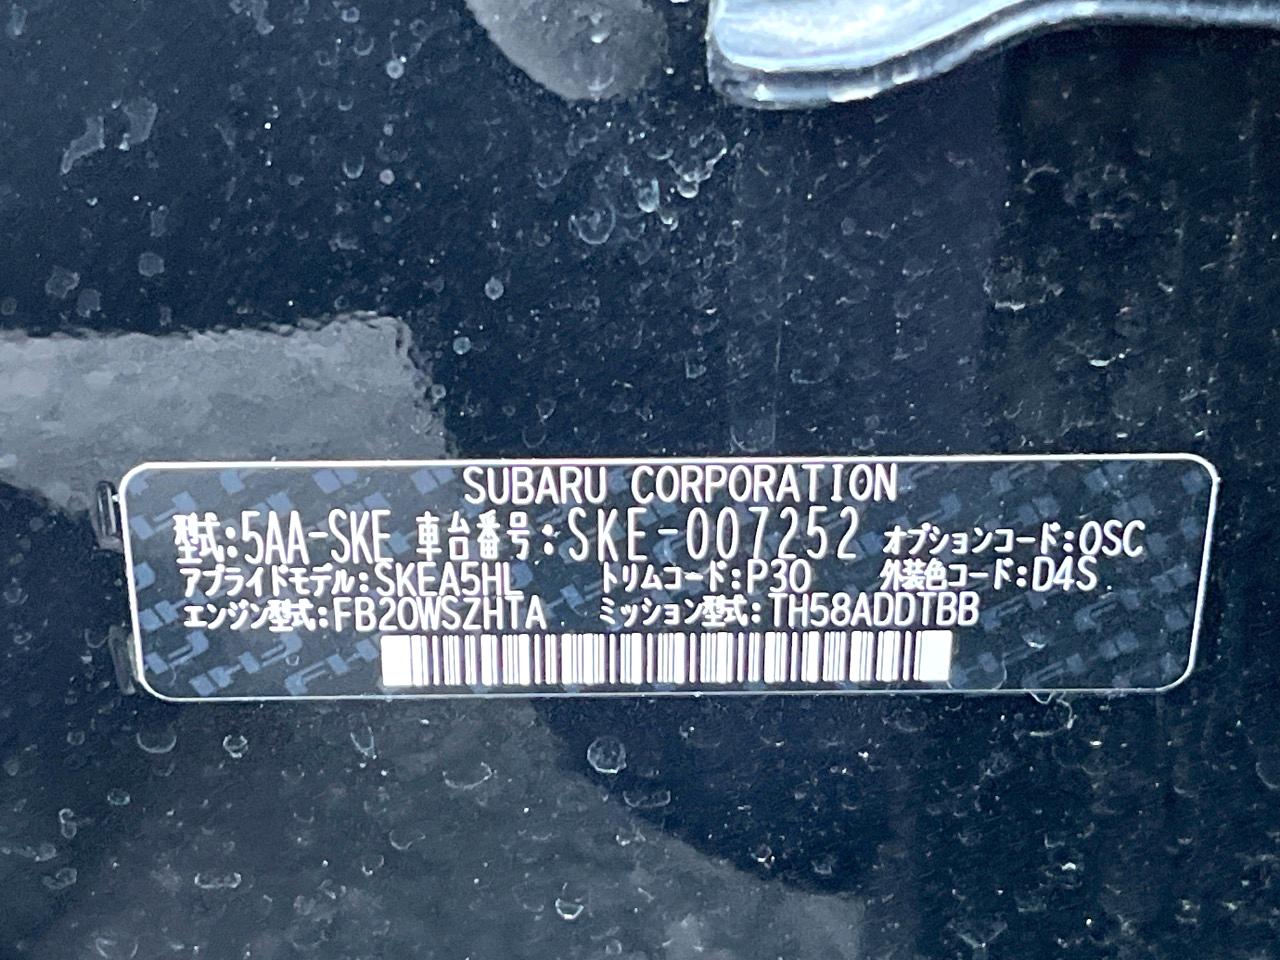 SUBARU CORPORATION
型式:5AA-SKE 車台番号:SKE-007252 オプションコード:OSC
アプライドモデル:SKEA5HL トリムコード:P30 外装色コード:D4S
エンジン型式:FB20WSZHTA ミッション型式:TH58ADDTBB